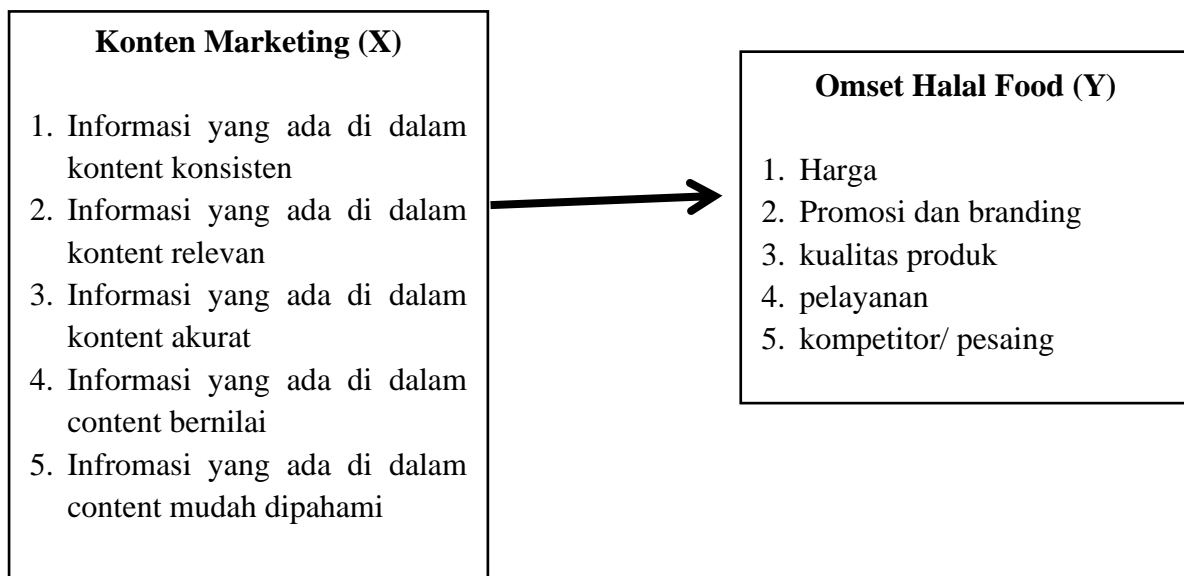 Konten Marketing (X)
1. Informasi yang ada di dalam
kontent konsisten
2. Informasi yang ada di dalam
kontent relevan
3. Informasi yang ada di dalam
kontent akurat
4. Informasi yang ada di dalam
content bernilai
5. Infromasi yang ada di dalam
content mudah dipahami
Omset Halal Food (Y)
1. Harga
2. Promosi dan branding
3. kualitas produk
4. pelayanan
5. kompetitor/ pesaing